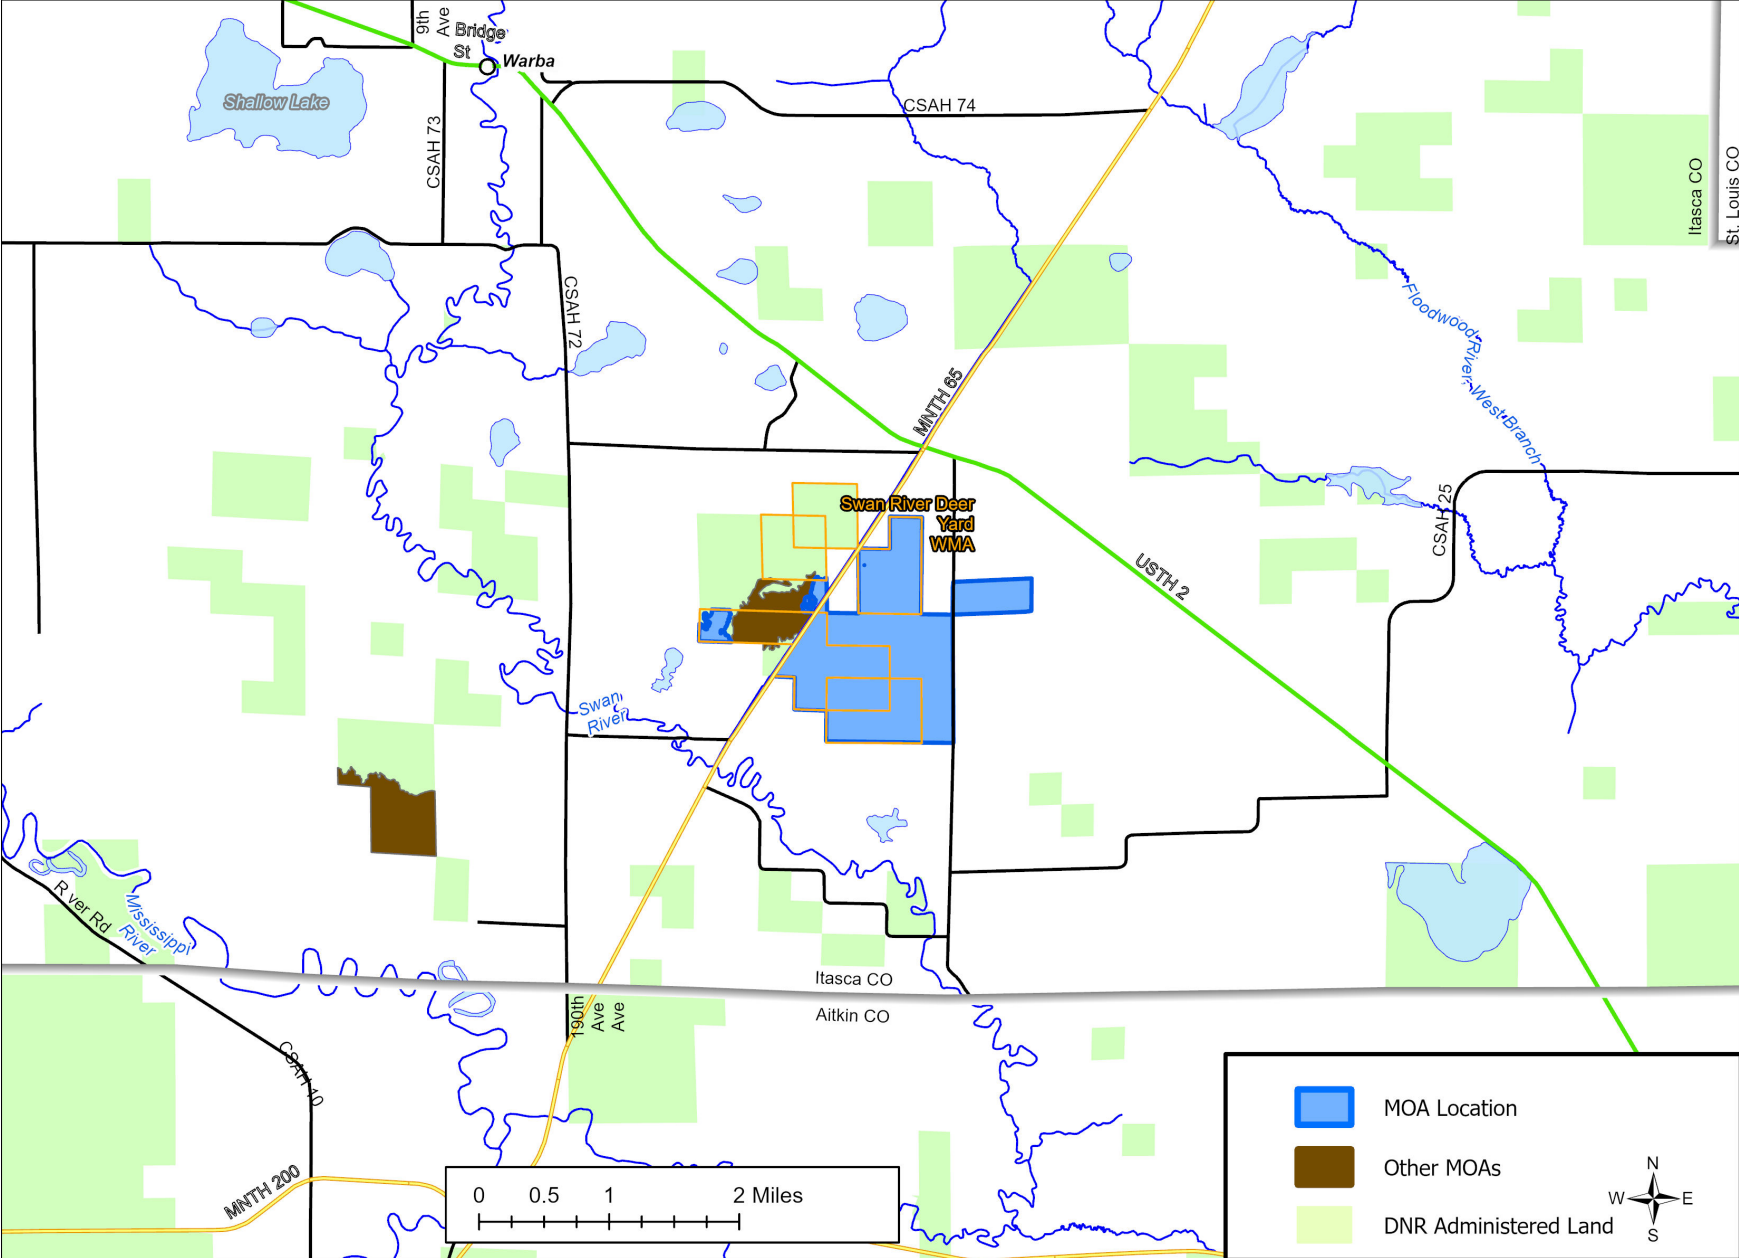 9th
Ave
Bridge
St
Warba
Shallow Lake
CSAH 73
CSAH 74
Itasca CO
St. Louis CO
CSAH 72
Floodwood River, West Branch
MNTH 65
Swan River Deer
Yard
WMA
CSAH 25
USTH 2
Swan
River
R ver Rd
Mississippi
River
Itasca CO
Aitkin CO
190th
Ave
Ave
CSAH 10
MNTH 200
0 0.5 1 2 Miles
MOA Location
Other MOAs
DNR Administered Land
N
W E
S